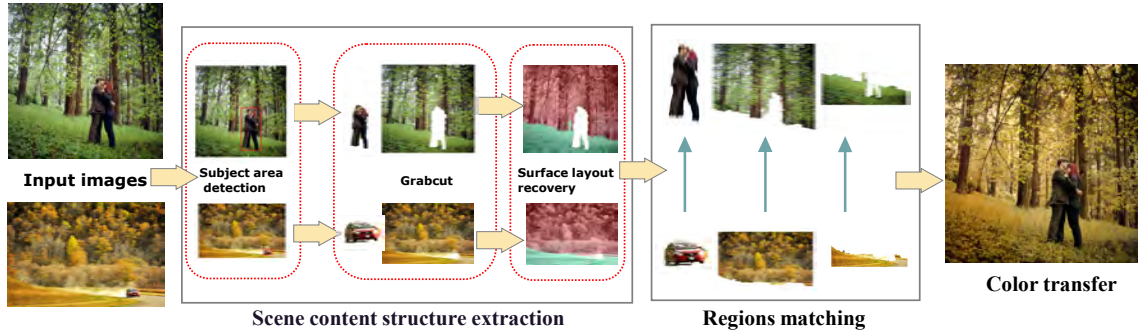 Input images
Subject area
detection
Grabcut
Surface layout
recovery
Scene content structure extraction
Regions matching
Color transfer